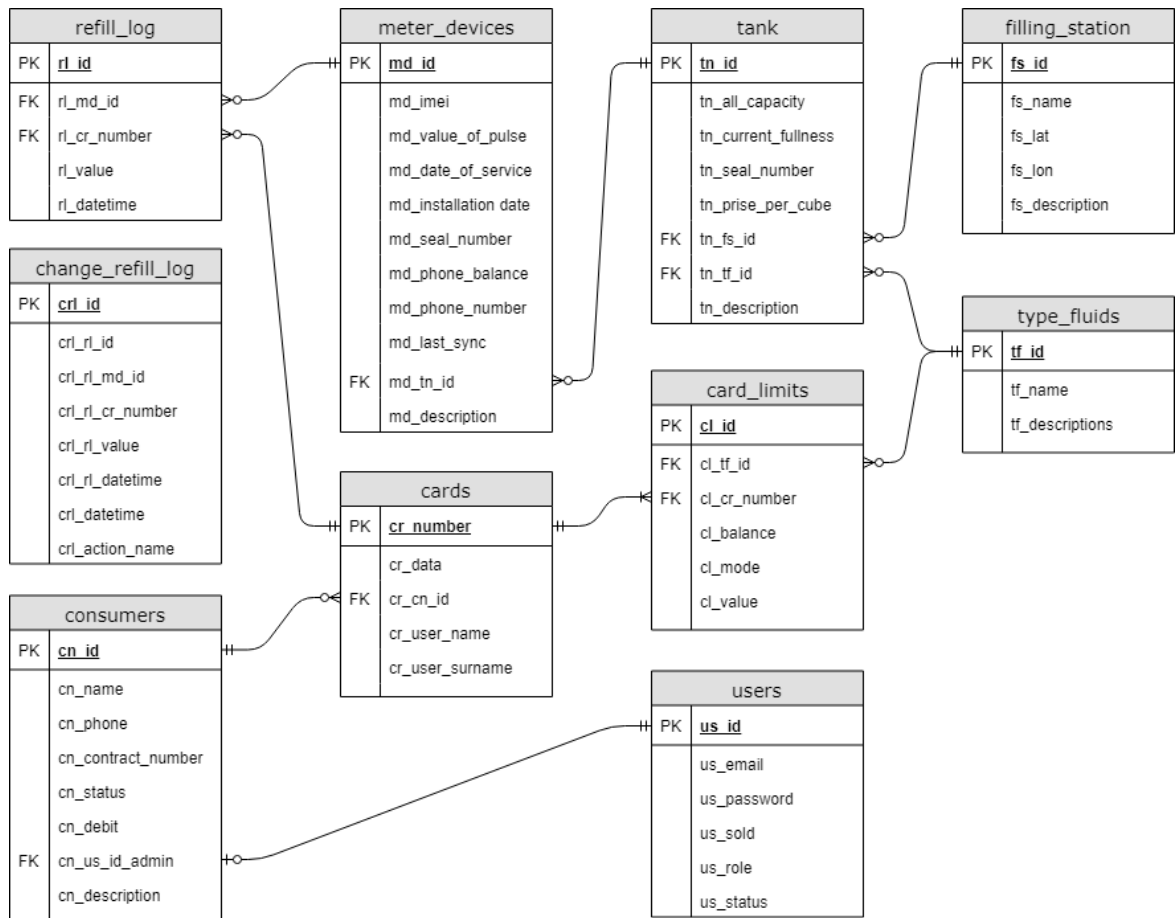 refill_log
PK rl_id
FK rl_md_id
FK rl_cr_number
rl_value
rl_datetime
change_refill_log
PK crl_id
crl_rl_id
crl_rl_md_id
crl_rl_cr_number
crl_rl_value
crl_rl_datetime
crl_datetime
crl_action_name
consumers
PK cn_id
cn_name
cn_phone
cn_contract_number
cn_status
cn_debit
FK cn_us_id_admin
cn_description
meter_devices
PK md_id
md_imei
md_value_of_pulse
md_date_of_service
md_installation date
md_seal_number
md_phone_balance
md_phone_number
md_last_sync
FK md_tn_id
md_description
cards
PK cr_number
cr_data
FK cr_cn_id
cr_user_name
cr_user_surname
tank
PK tn_id
tn_all_capacity
tn_current_fullness
tn_seal_number
tn_prise_per_cube
FK tn_fs_id
FK tn_tf_id
tn_description
card_limits
PK cl_id
FK cl_tf_id
FK cl_cr_number
cl_balance
cl_mode
cl_value
users
PK us_id
us_email
us_password
us_sold
us_role
us_status
filling_station
PK fs_id
fs_name
fs_lat
fs_lon
fs_description
type_fluids
PK tf_id
tf_name
tf_descriptions